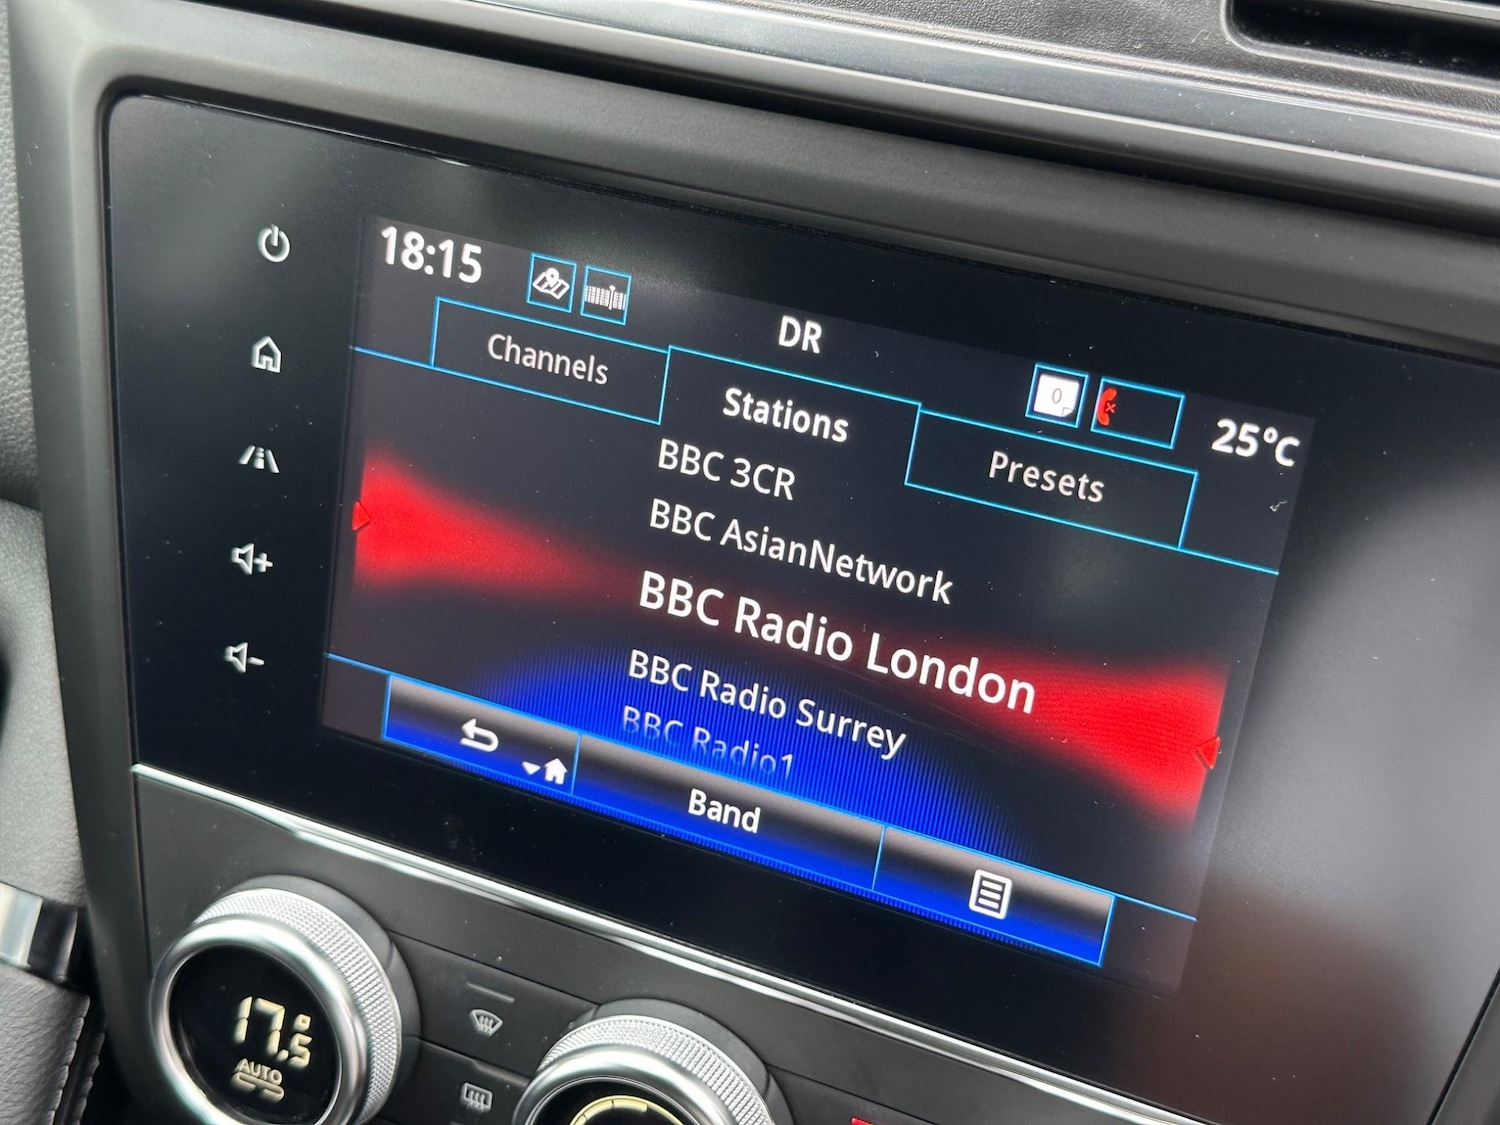 18:15
DR
0
25°C
Channels
Stations
Presets
BBC 3CR
BBC AsianNetwork
BBC Radio London
BBC Radio Surrey
BBC Radio1
Band
17.5
AUTO